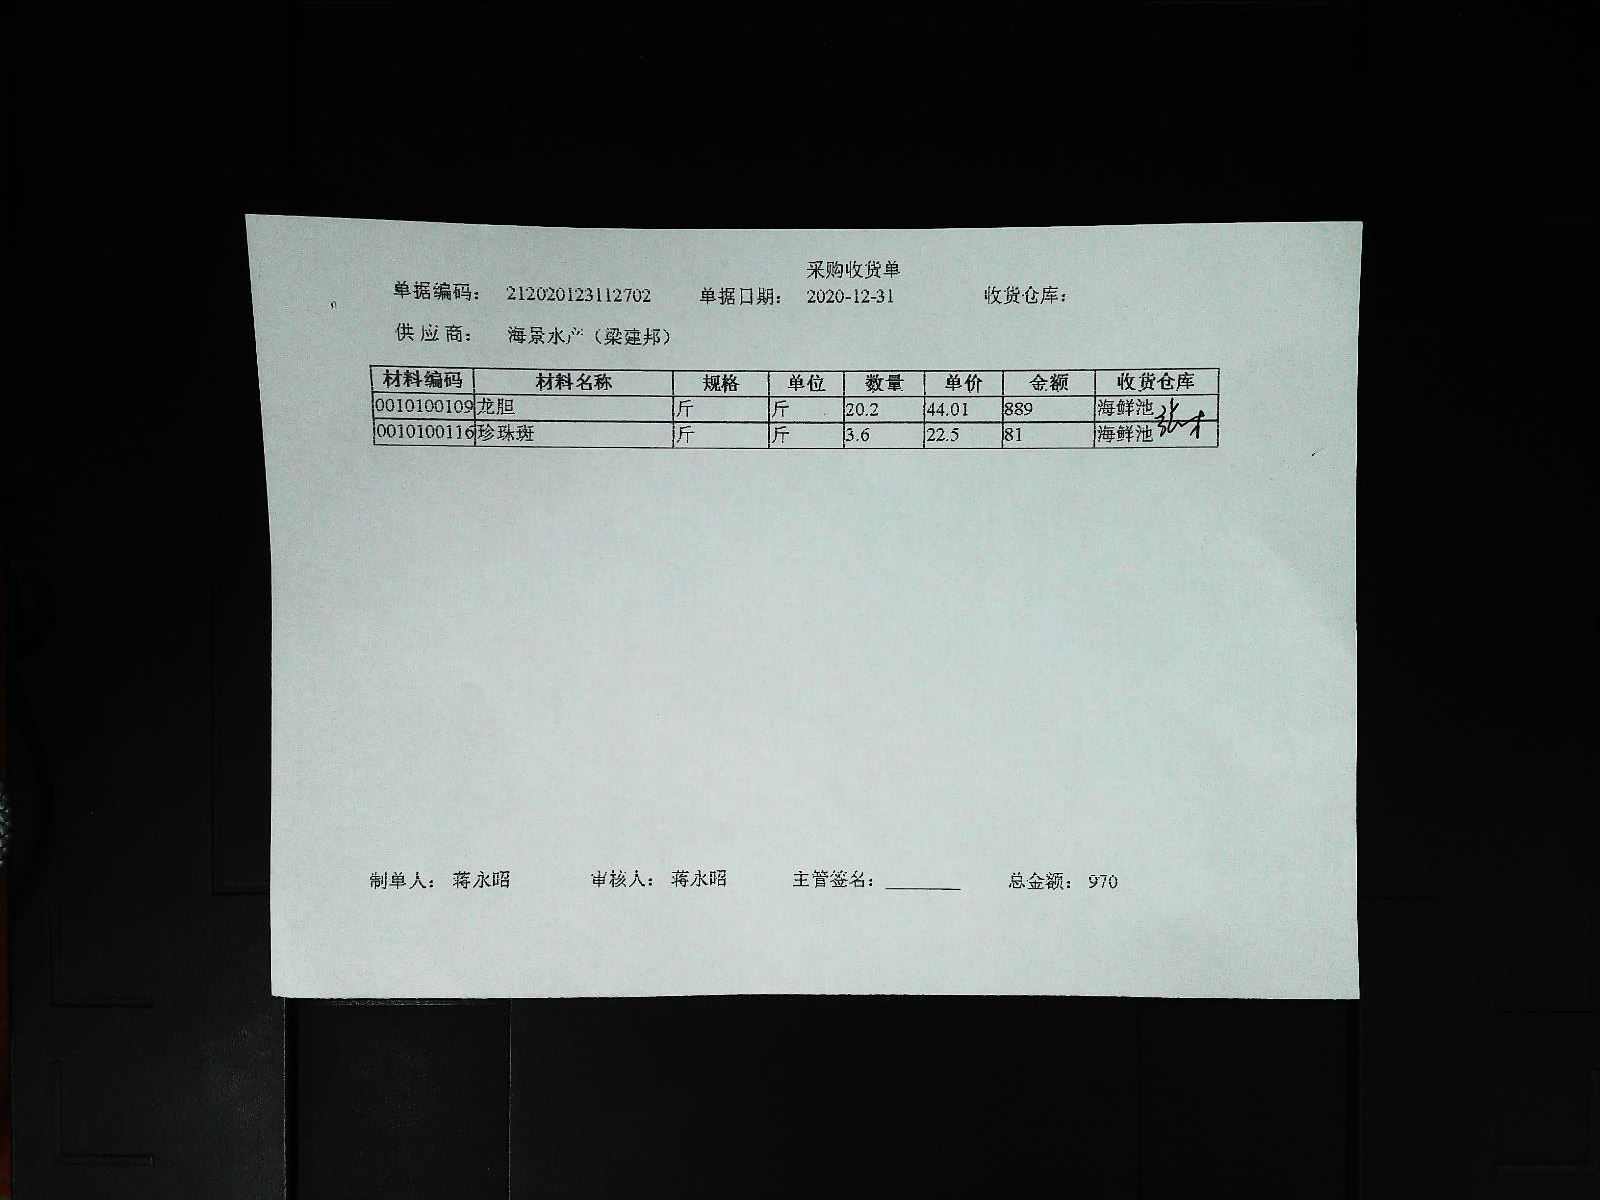 采购收货单
单据编码： 212020123112702 单据日期： 2020-12-31 收货仓库：
供 应 商： 海景水产（梁建邦）
材料编码 材料名称 规格 单位 数量 单价 金额 收货仓库
0010100109 龙胆 斤 斤 20.2 44.01 889 海鲜池
0010100116 珍珠斑 斤 斤 3.6 22.5 81 海鲜池
制单人： 蒋永昭 审核人： 蒋永昭 主管签名：________ 总金额： 970